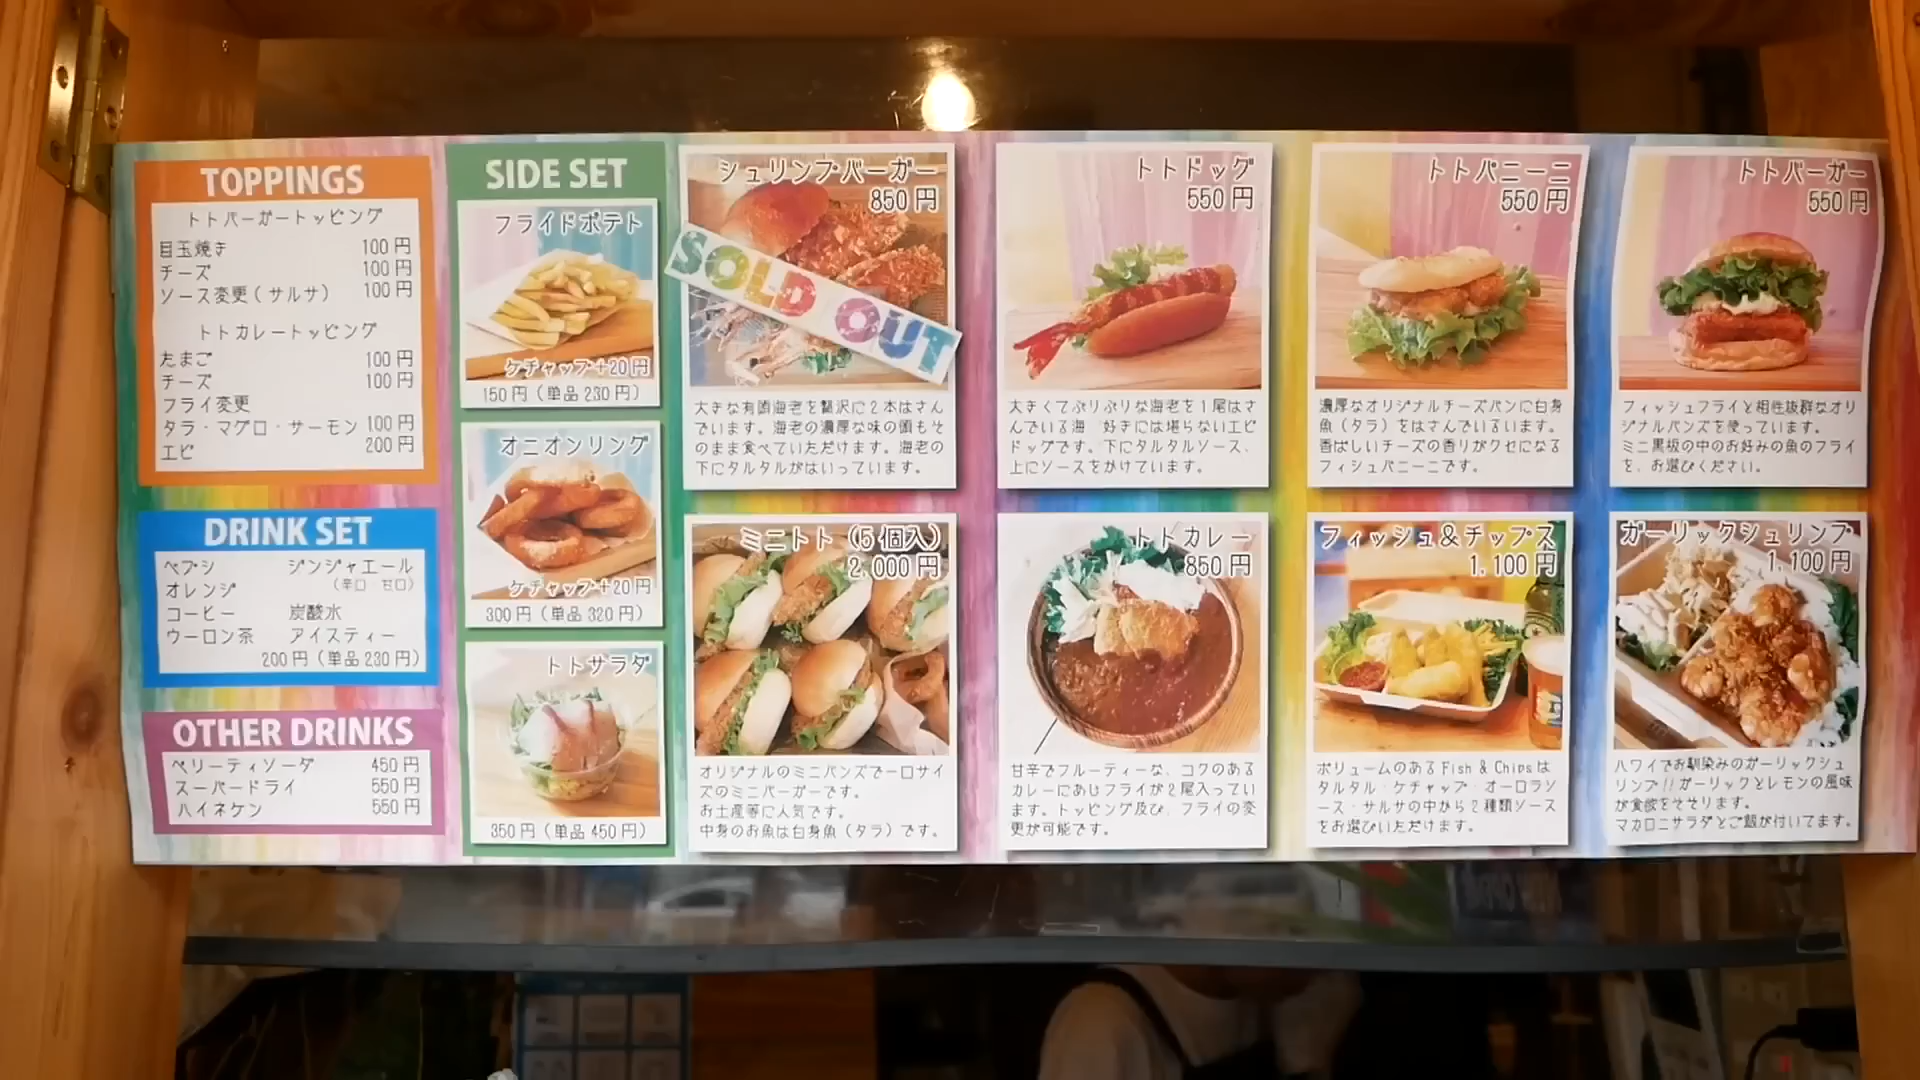 TOPPINGS
トトバーガートッピング
目玉焼き 100円
チーズ 100円
ソース変更(サルサ) 100円
トトカレートッピング
たまご 100円
チーズ 100円
フライ変更
タラ・マグロ・サーモン 100円
エビ 200円
DRINK SET
ペプシ ジンジャエール
オレンジ (辛口・甘口)
コーヒー 炭酸水
ウーロン茶 アイスティー
200円(単品230円)
OTHER DRINKS
ベリーティソーダ 450円
スーパードライ 550円
ハイネケン 550円
SIDE SET
フライドポテト
ケチャップ+20円
150円(単品230円)
オニオンリング
ケチャップ+20円
300円(単品320円)
トトサラダ
350円(単品450円)
シュリンプバーガー
850円
SOLD OUT
大きな有頭海老を贅沢に2本はさん
でいます。海老の濃厚な味の頭もそ
のまま食べていただけます。海老の
下にタルタルがはいっています。
トトドッグ
550円
大きくてぷりぷりな海老を1尾はさ
んでいる海 好きには堪らないエビ
ドッグです。下にタルタルソース、
上にソースをかけています。
トトパニーニ
550円
濃厚なオリジナルチーズパンに白身
魚(タラ)をはさんでいるいます。
香ばしいチーズの香りがクセになる
フィシュパニーニです。
トトバーガー
550円
フィッシュフライと相性抜群なオリ
ジナルバンズを使っています。
ミニ黒板の中のお好みの魚のフライ
を、お選びください。
ミニトト(5個入)
2,000円
オリジナルのミニバンズで一口サイ
ズのミニバーガーです。
お土産等に人気です。
中身のお魚は白身魚(タラ)です。
トトカレー
850円
甘辛でフルーティーな、コクのある
カレーにあじフライが2尾入ってい
ます。トッピング及び、フライの変
更が可能です。
フィッシュ&チップス
1,100円
ボリュームのあるFish & Chipsは
タルタル・ケチャップ・オーロラソ
ース・サルサの中から2種類ソース
をお選びいただけます。
ガーリックシュリンプ
1,100円
ハワイでお馴染みのガーリックシュ
リンプ!!ガーリックとレモンの風味
が食欲をそそります。
マカロニサラダとご飯が付いてます。